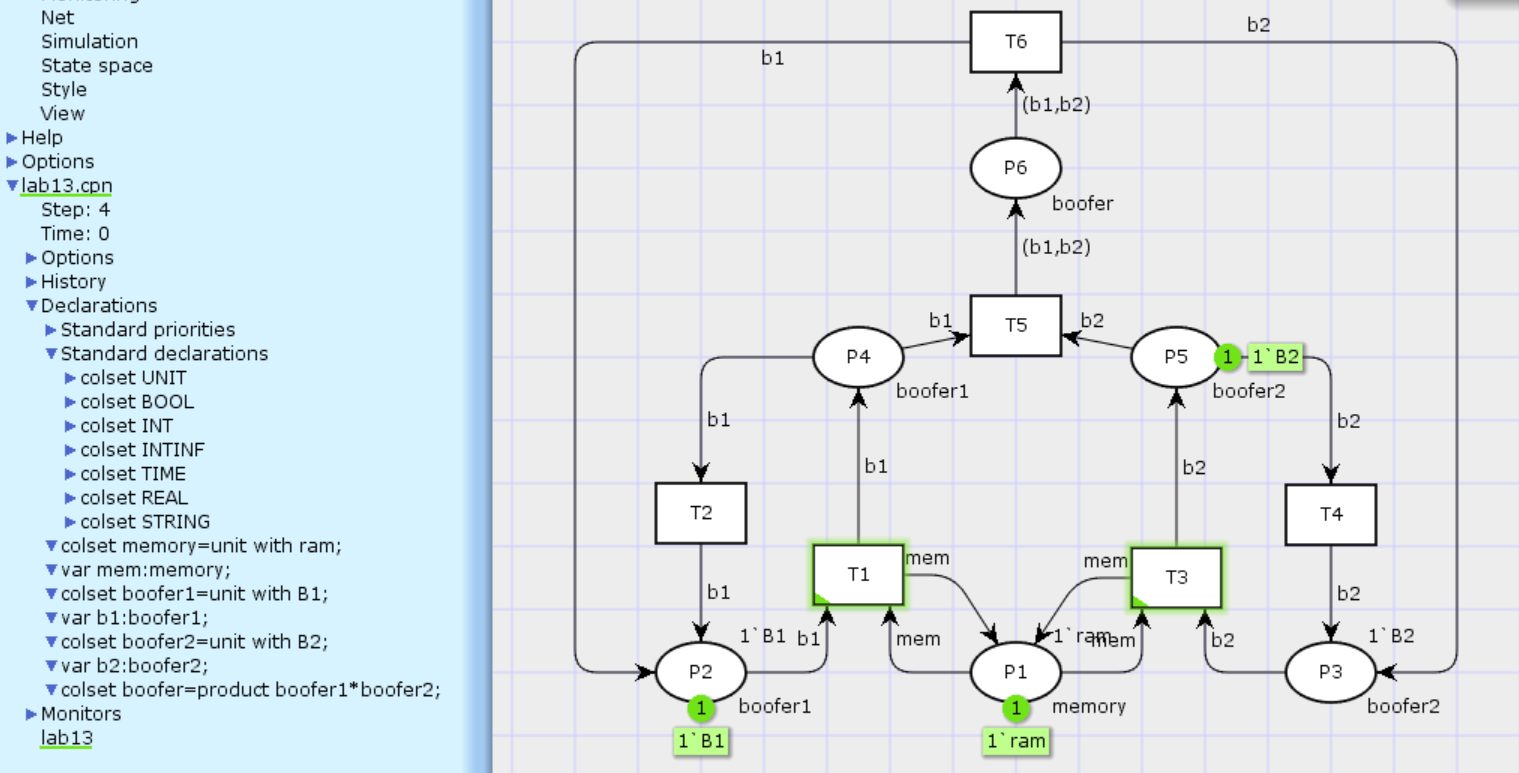 Net
Simulation
State space
Style
View
Help
Options
lab13.cpn
Step: 4
Time: 0
Options
History
Declarations
Standard priorities
Standard declarations
colset UNIT
colset BOOL
colset INT
colset INTINF
colset TIME
colset REAL
colset STRING
colset memory=unit with ram;
var mem:memory;
colset boofer1=unit with B1;
var b1:boofer1;
colset boofer2=unit with B2;
var b2:boofer2;
colset boofer=product boofer1*boofer2;
Monitors
lab13
b2
T6
b1
(b1,b2)
P6
boofer
(b1,b2)
b1
T5
b2
P4
P5
1
1`B2
boofer1
boofer2
b1
b2
b1
b2
T2
T4
mem
mem
T1
T3
b1
b2
1`B1
b1
mem
1`ram
mem
b2
1`B2
P2
P1
P3
1
boofer1
1
memory
boofer2
1`B1
1`ram